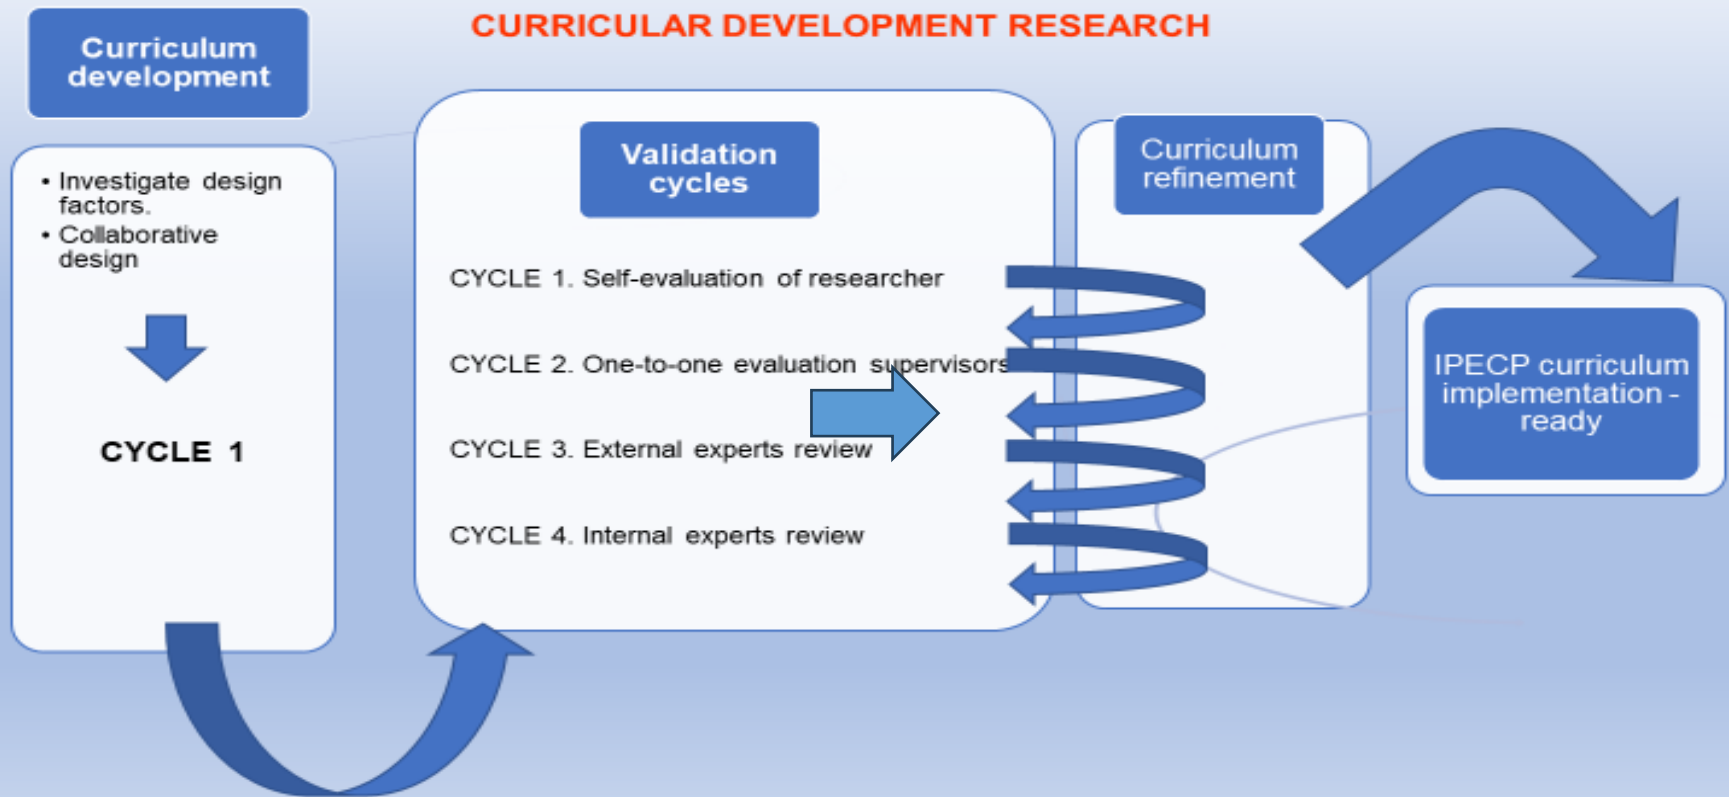 CURRICULAR DEVELOPMENT RESEARCH
Curriculum
development
• Investigate design
factors.
• Collaborative
design
CYCLE 1
Validation
cycles
CYCLE 1. Self-evaluation of researcher
CYCLE 2. One-to-one evaluation supervisors
CYCLE 3. External experts review
CYCLE 4. Internal experts review
Curriculum
refinement
IPECP curriculum
implementation -
ready